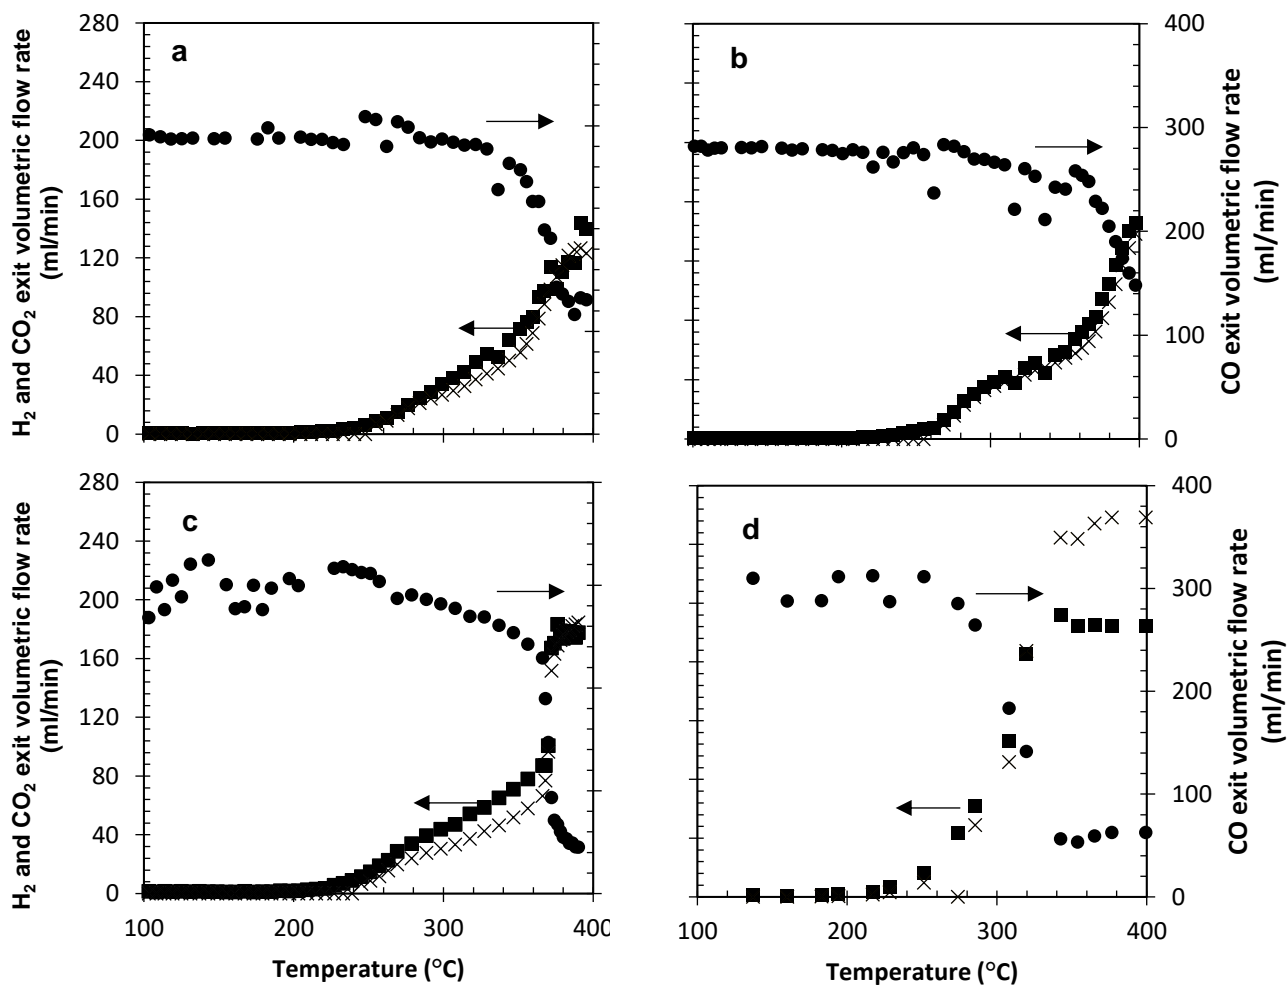 280
240
200
160
120
80
40
0
a
H₂ and CO₂ exit volumetric flow rate
(ml/min)
b
400
300
200
100
0
CO exit volumetric flow rate
(ml/min)
280
240
200
160
120
80
40
0
c
H₂ and CO₂ exit volumetric flow rate
(ml/min)
100 200 300 400
Temperature (°C)
d
400
300
200
100
0
CO exit volumetric flow rate
(ml/min)
100 200 300 400
Temperature (°C)